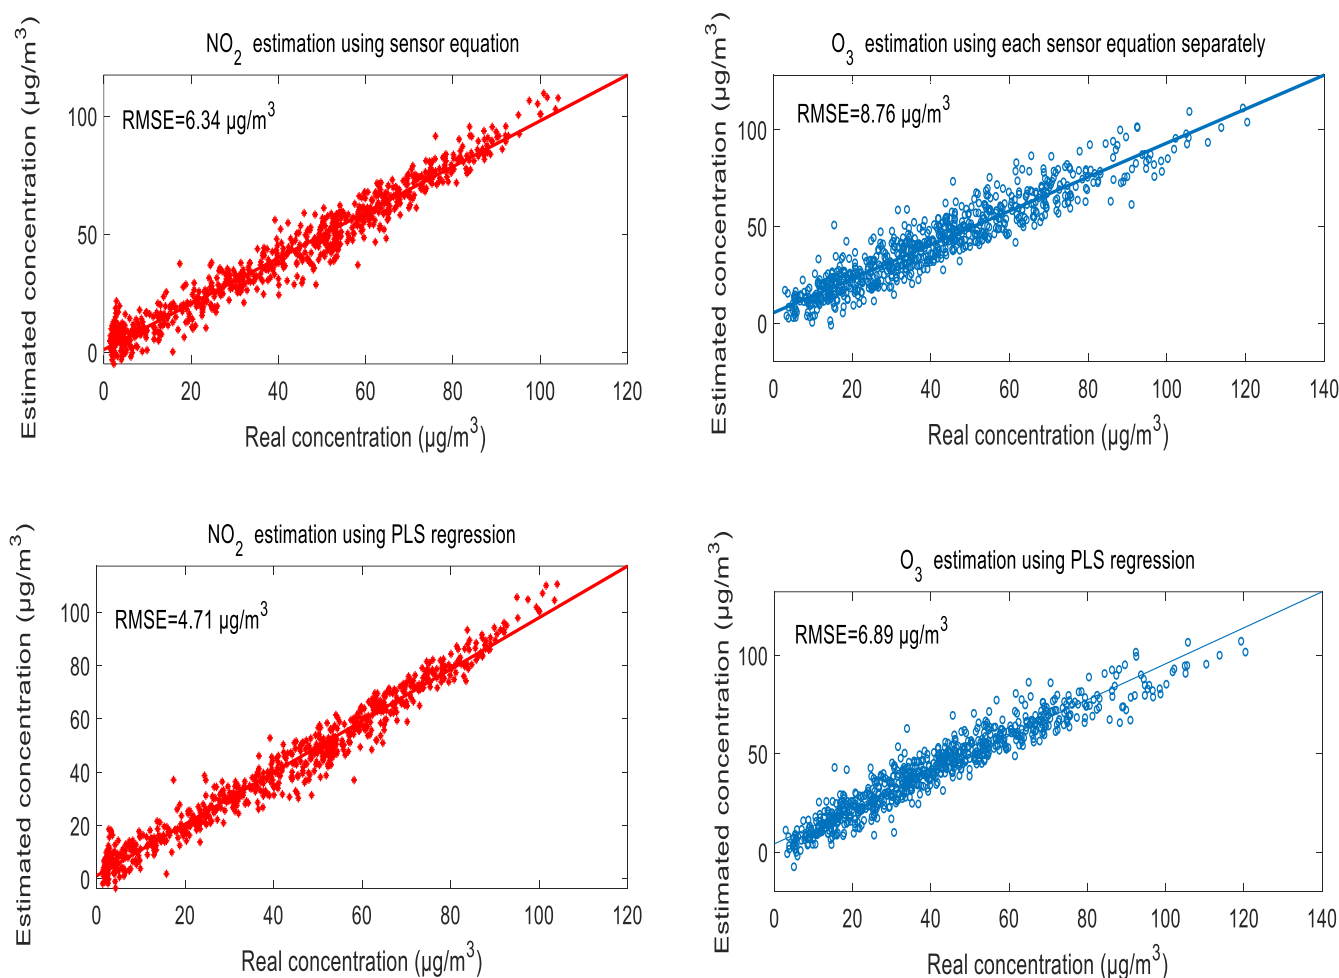 NO2 estimation using sensor equation
RMSE=6.34 µg/m3
Estimated concentration (µg/m3)
100
50
0
0 20 40 60 80 100 120
Real concentration (µg/m3)
O3 estimation using each sensor equation separately
RMSE=8.76 µg/m3
Estimated concentration (µg/m3)
100
50
0
0 20 40 60 80 100 120 140
Real concentration (µg/m3)
NO2 estimation using PLS regression
RMSE=4.71 µg/m3
Estimated concentration (µg/m3)
100
80
60
40
20
0
0 20 40 60 80 100 120
Real concentration (µg/m3)
O3 estimation using PLS regression
RMSE=6.89 µg/m3
Estimated concentration (µg/m3)
100
50
0
0 20 40 60 80 100 120 140
Real concentration (µg/m3)